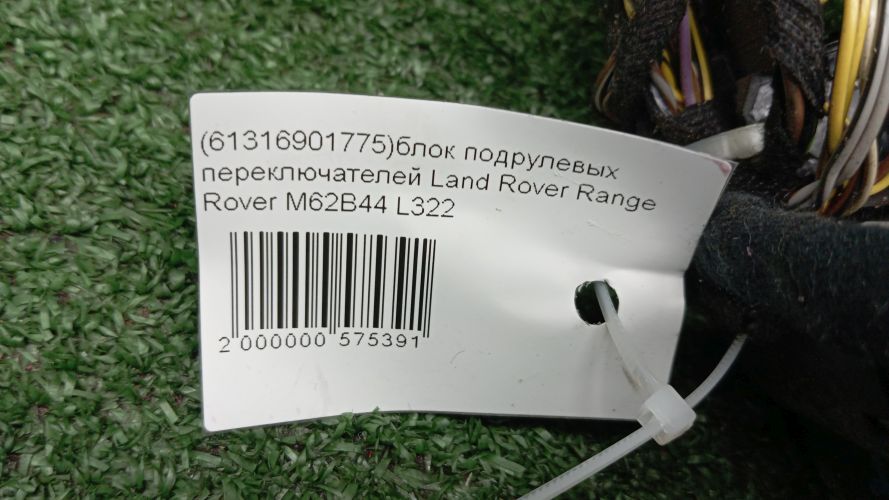 (61316901775)блок подрулевых
переключателей Land Rover Range
Rover M62B44 L322
2 000000 575391